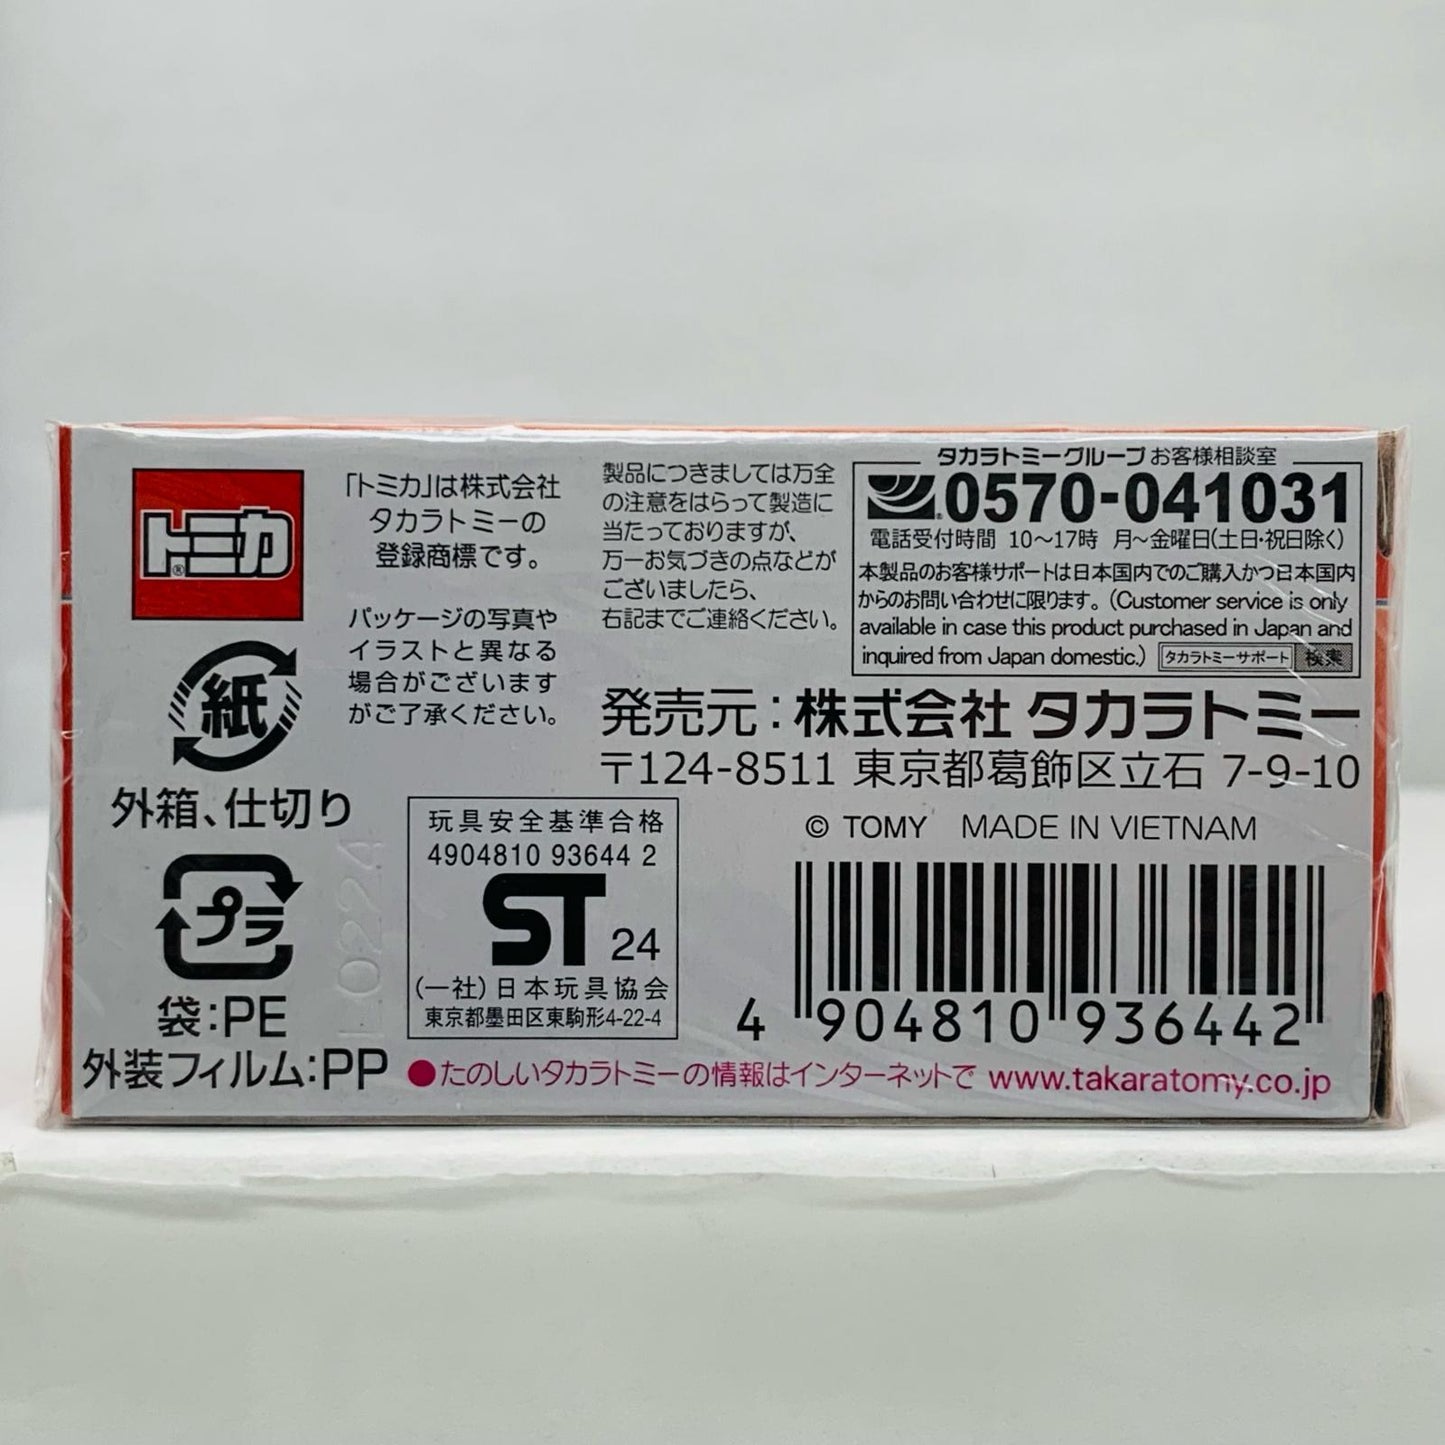 トミカ®
「トミカ」は株式会社
タカラトミーの
登録商標です。
パッケージの写真や
イラストと異なる
場合がございます
がご了承ください。
製品につきましては万全
の注意をはらって製造に
当たっておりますが、
万一お気づきの点などが
ございましたら、
右記までご連絡ください。
タカラトミーグループ お客様相談室
0570-041031
電話受付時間 10〜17時 月〜金曜日(土日・祝日除く)
本製品のお客様サポートは日本国内でのご購入かつ日本国内
からのお問い合わせに限ります。(Customer service is only
available in case this product purchased in Japan and
inquired from Japan domestic.) タカラトミーサポート 検索
発売元：株式会社 タカラトミー
〒124-8511 東京都葛飾区立石 7-9-10
© TOMY MADE IN VIETNAM
紙
外箱、仕切り
プラ
袋：PE
外装フィルム：PP
玩具安全基準合格
4904810 93644 2
ST 24
(一社)日本玩具協会
東京都墨田区東駒形4-22-4
4 904810 936442
●たのしいタカラトミーの情報はインターネットで www.takaratomy.co.jp